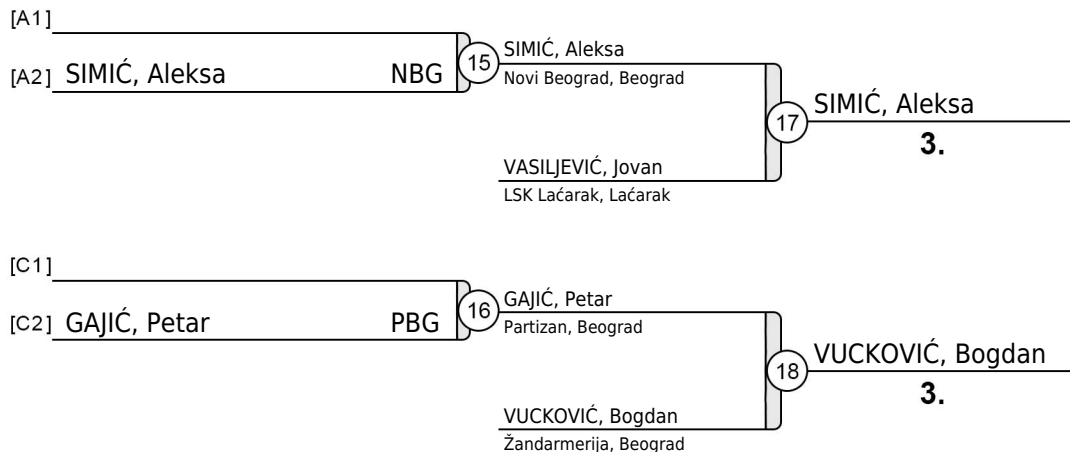 [A1]
[A2] SIMIĆ, Aleksa NBG
15
SIMIĆ, Aleksa
Novi Beograd, Beograd
17
SIMIĆ, Aleksa
3.
VASILJEVIĆ, Jovan
LSK Laćarak, Laćarak
[C1]
[C2] GAJIĆ, Petar PBG
16
GAJIĆ, Petar
Partizan, Beograd
18
VUCKOVIĆ, Bogdan
3.
VUCKOVIĆ, Bogdan
Žandarmerija, Beograd